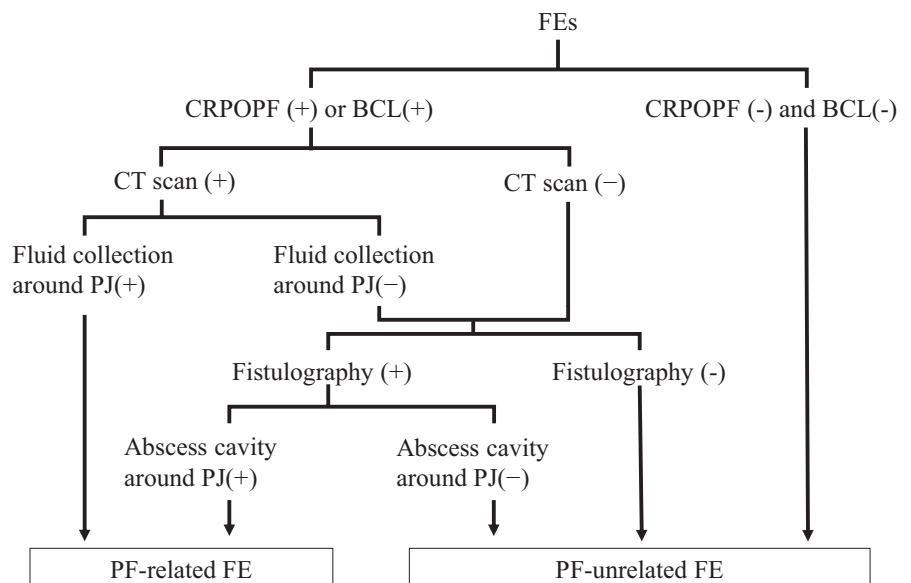 FEs
CRPOPF (+) or BCL(+)
CRPOPF (-) and BCL(-)
CT scan (+)
CT scan (−)
Fluid collection
around PJ(+)
Fluid collection
around PJ(−)
Fistulography (+)
Fistulography (-)
Abscess cavity
around PJ(+)
Abscess cavity
around PJ(−)
PF-related FE
PF-unrelated FE